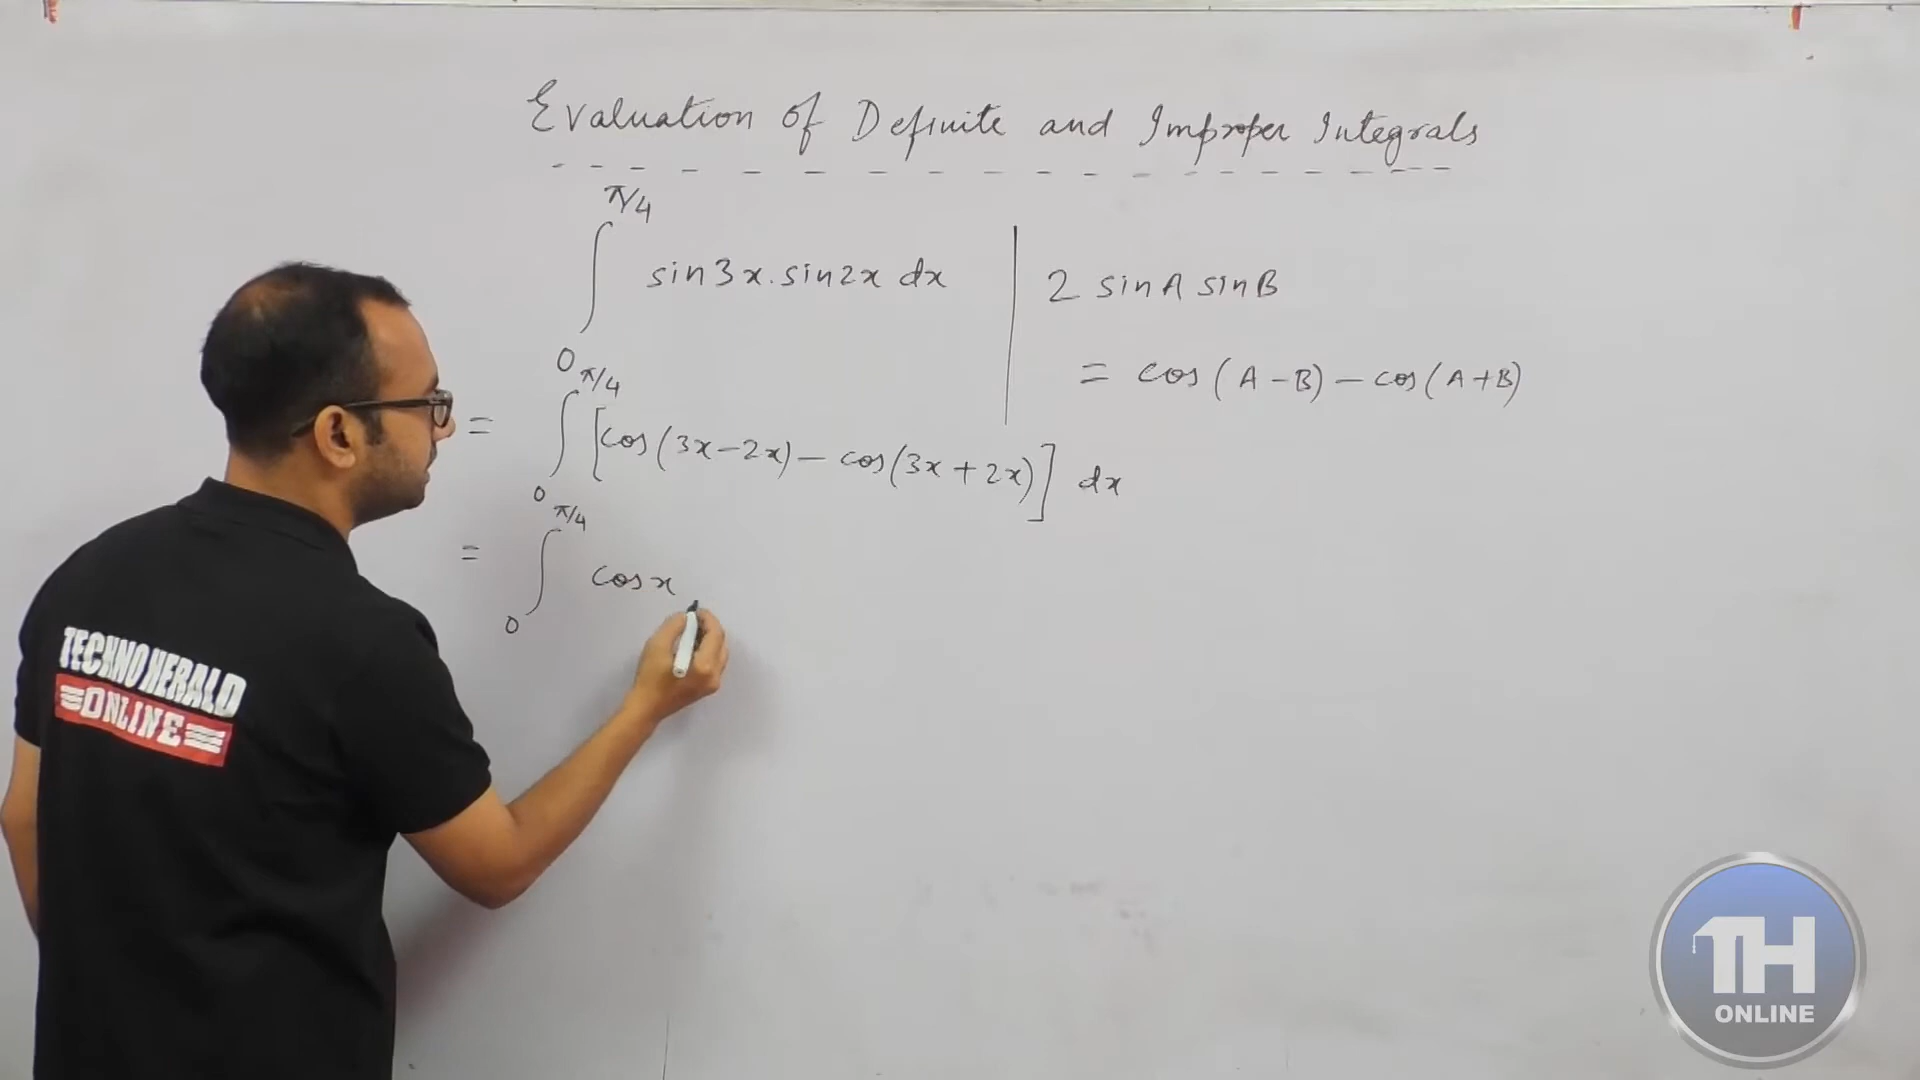 Evaluation of Definite and Improper Integrals
π/4
∫ sin3x.sin2x dx
0
2 sinA sinB
= cos(A-B) - cos(A+B)
π/4
= ∫ [cos(3x-2x) - cos(3x+2x)] dx
0
π/4
= ∫ cosx
0
TECHNO HERALD
ONLINE
TH
ONLINE